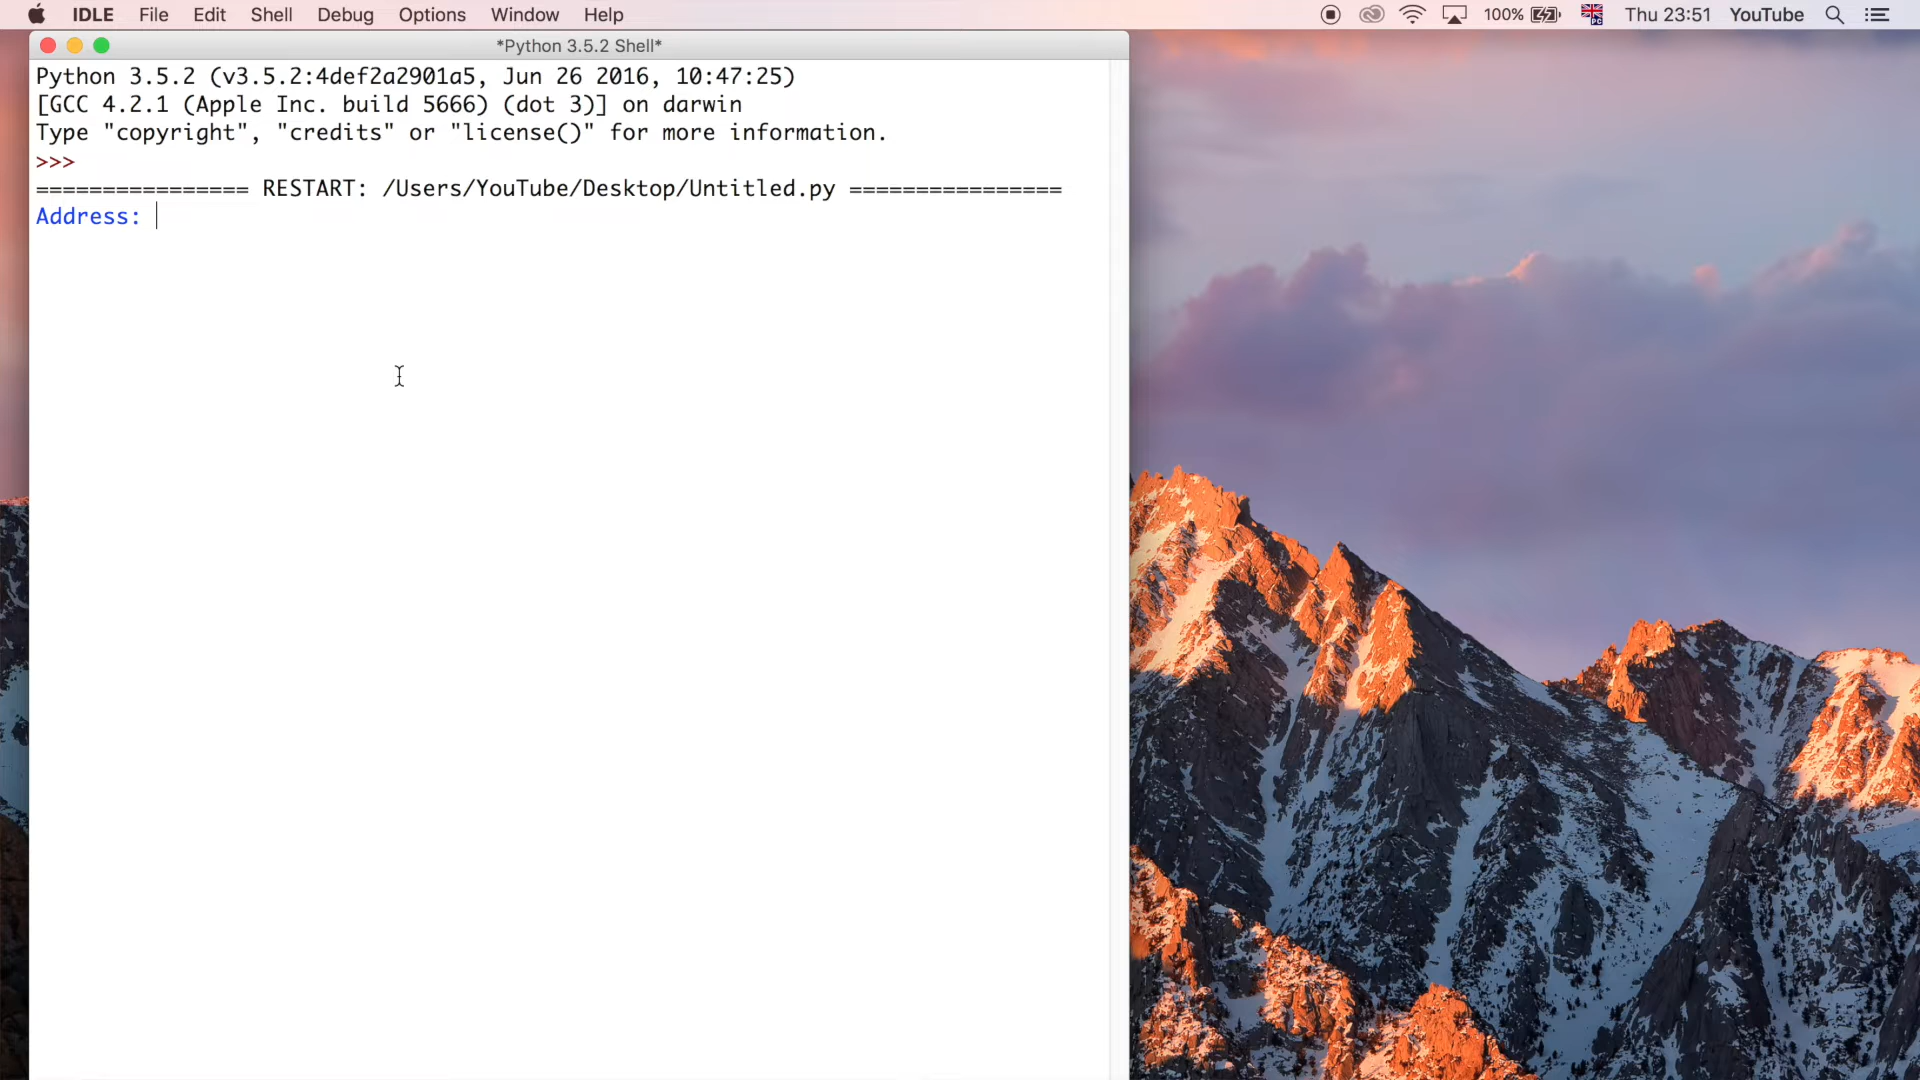 IDLE File Edit Shell Debug Options Window Help 100% Thu 23:51 YouTube
*Python 3.5.2 Shell*
Python 3.5.2 (v3.5.2:4def2a2901a5, Jun 26 2016, 10:47:25)
[GCC 4.2.1 (Apple Inc. build 5666) (dot 3)] on darwin
Type "copyright", "credits" or "license()" for more information.
>>>
================ RESTART: /Users/YouTube/Desktop/Untitled.py ================
Address: